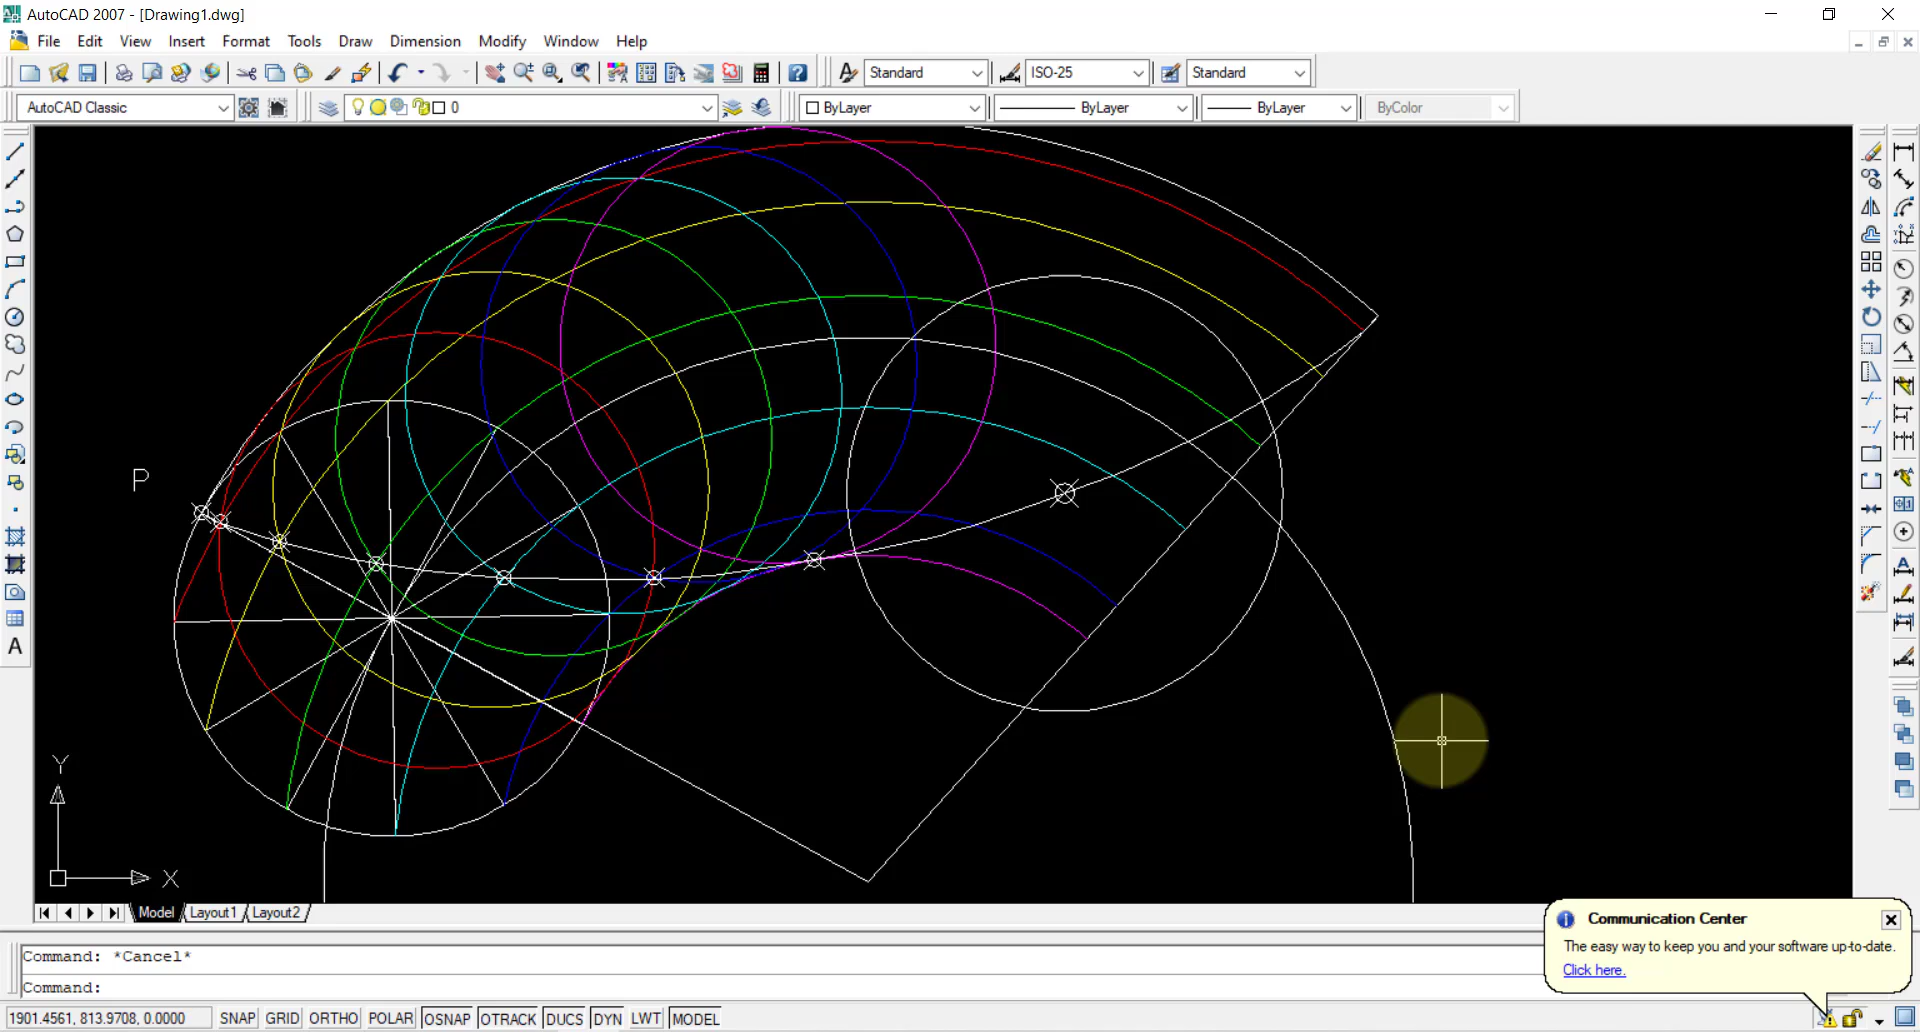 AutoCAD 2007 - [Drawing1.dwg]
File Edit View Insert Format Tools Draw Dimension Modify Window Help
Standard ISO-25 Standard
AutoCAD Classic 0 ByLayer ByLayer ByLayer ByColor
P
Y
X
Model Layout1 Layout2
Communication Center
The easy way to keep you and your software up-to-date.
Click here.
Command: *Cancel*
Command:
1901.4561, 813.9708, 0.0000 SNAP GRID ORTHO POLAR OSNAP OTRACK DUCS DYN LWT MODEL